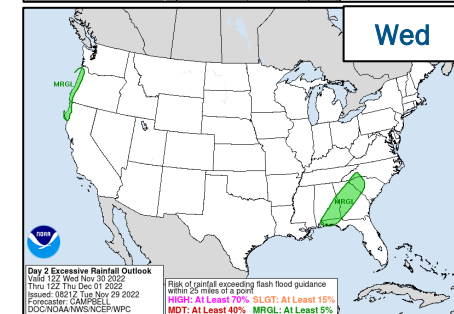 Wed
MRGL
MRGL
NOAA
Day 2 Excessive Rainfall Outlook
Valid 12Z Wed Nov 30 2022
Thru 12Z Thu Dec 01 2022
Issued: 0821Z Tue Nov 29 2022
Forecaster: CAMPBELL
DOC/NOAA/NWS/NCEP/WPC
Risk of rainfall exceeding flash flood guidance
within 25 miles of a point
HIGH: At Least 70% SLGT: At Least 15%
MDT: At Least 40% MRGL: At Least 5%